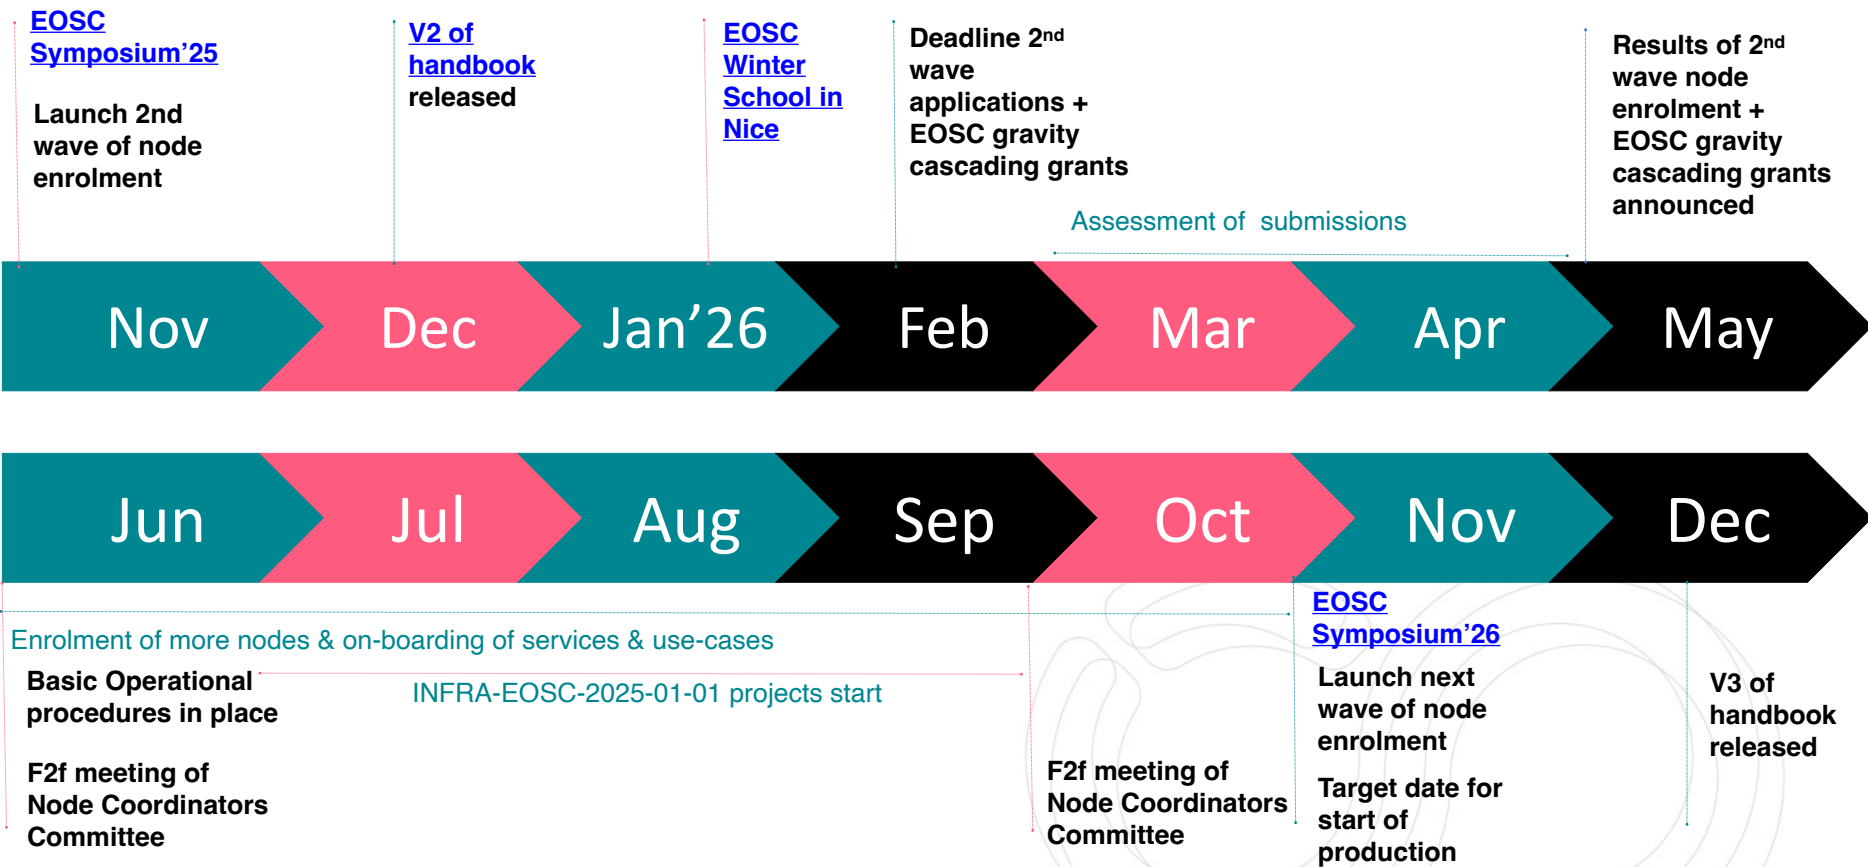 EOSC
Symposium’25
Launch 2nd
wave of node
enrolment
V2 of
handbook
released
EOSC
Winter
School in
Nice
Deadline 2nd
wave
applications +
EOSC gravity
cascading grants
Assessment of submissions
Results of 2nd
wave node
enrolment +
EOSC gravity
cascading grants
announced
Nov
Dec
Jan’26
Feb
Mar
Apr
May
Jun
Jul
Aug
Sep
Oct
Nov
Dec
Enrolment of more nodes & on-boarding of services & use-cases
Basic Operational
procedures in place
INFRA-EOSC-2025-01-01 projects start
F2f meeting of
Node Coordinators
Committee
F2f meeting of
Node Coordinators
Committee
EOSC
Symposium’26
Launch next
wave of node
enrolment
Target date for
start of
production
V3 of
handbook
released